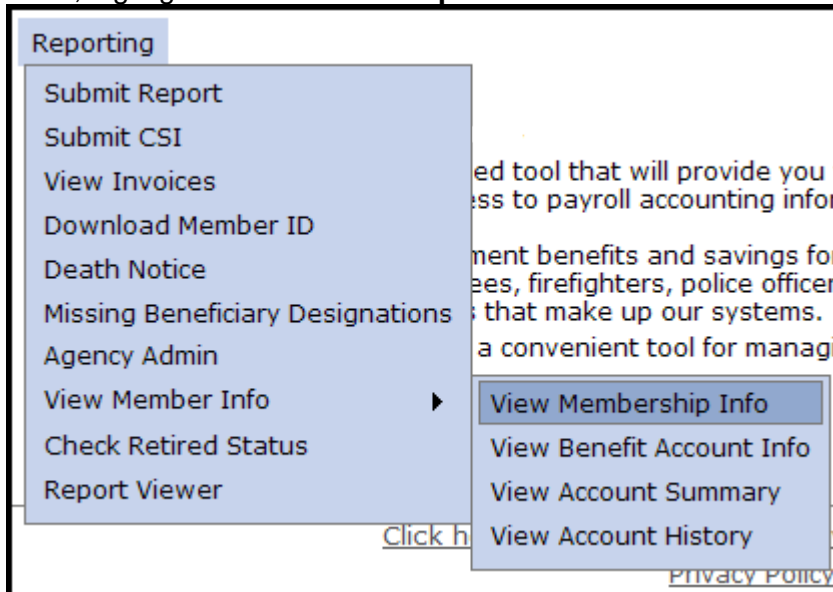 Reporting
Submit Report
Submit CSI
View Invoices
Download Member ID
Death Notice
Missing Beneficiary Designations
Agency Admin
View Member Info
Check Retired Status
Report Viewer
ed tool that will provide you
ess to payroll accounting infor
ment benefits and savings for
ees, firefighters, police officer
that make up our systems.
a convenient tool for managi
View Membership Info
View Benefit Account Info
View Account Summary
View Account History
Click h
Privacy Policy